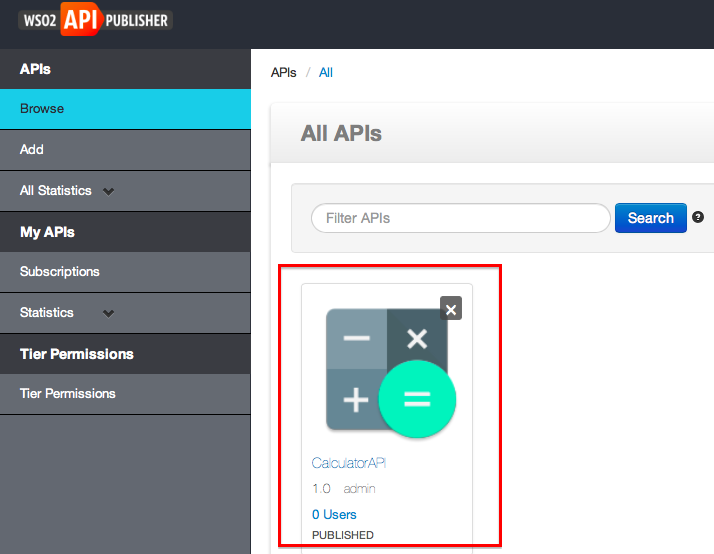 WSO2 API PUBLISHER
APIs
Browse
Add
All Statistics
My APIs
Subscriptions
Statistics
Tier Permissions
Tier Permissions
APIs / All
All APIs
Filter APIs
Search ?
CalculatorAPI
1.0 admin
0 Users
PUBLISHED